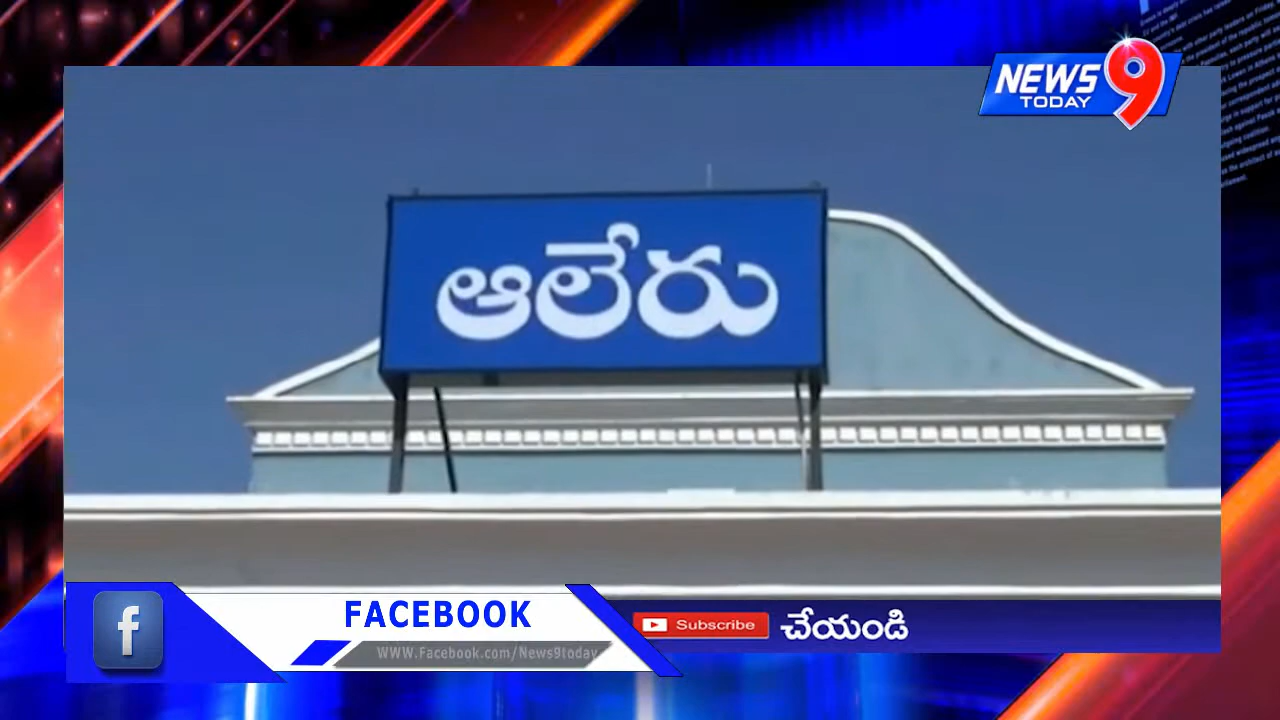 NEWS 9
TODAY
ఆలేరు
FACEBOOK
WWW.Facebook.com/News9today
Subscribe చేయండి